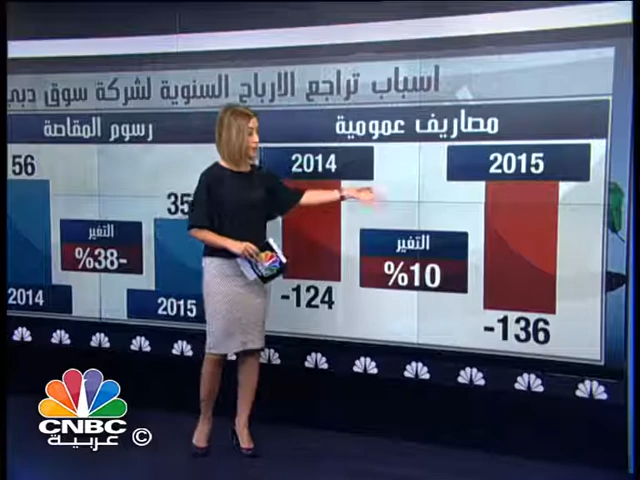 اسباب تراجع الارباح السنوية لشركة سوق دبي
مصاريف عمومية
2015
2014
التغير
%10
-136
-124
رسوم المقاصة
56
35
التغير
%38-
2014
2015
CNBC
عربية ©